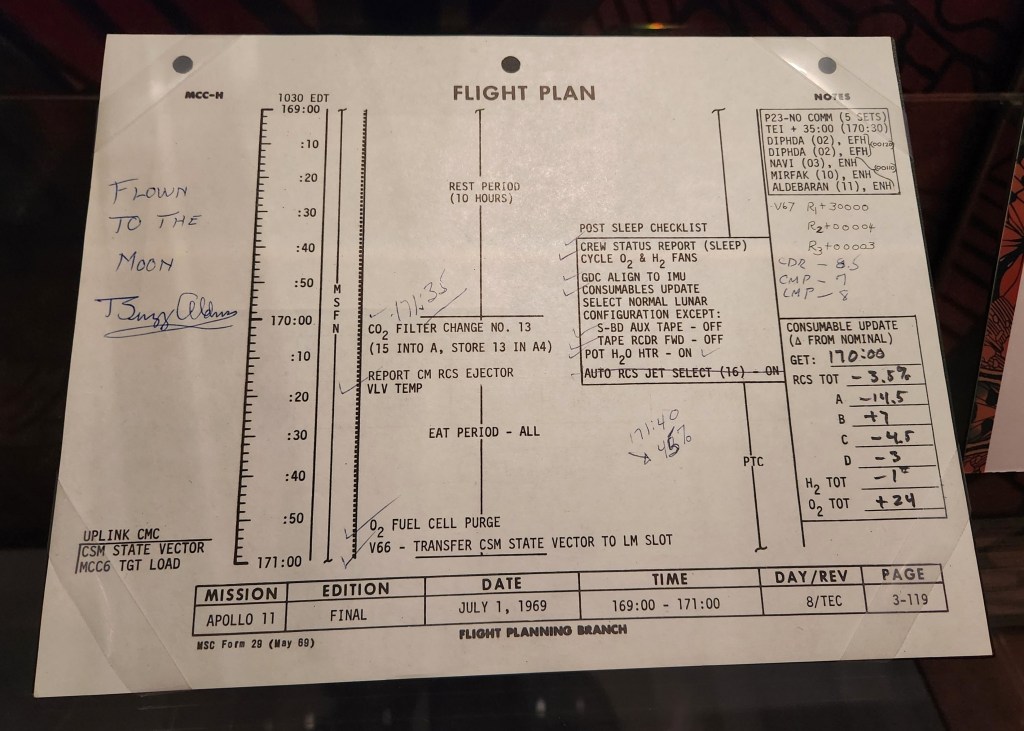 MCC-H
1030 EDT
FLIGHT PLAN
NOTES
169:00
:10
:20
:30
:40
:50
170:00
:10
:20
:30
:40
:50
171:00
MSFN
FLOWN
TO THE
MOON
Buzz Aldrin
REST PERIOD
(10 HOURS)
171:35
CO2 FILTER CHANGE NO. 13
(15 INTO A, STORE 13 IN A4)
REPORT CM RCS EJECTOR
VLV TEMP
EAT PERIOD - ALL
O2 FUEL CELL PURGE
V66 - TRANSFER CSM STATE VECTOR TO LM SLOT
POST SLEEP CHECKLIST
CREW STATUS REPORT (SLEEP)
CYCLE O2 & H2 FANS
GDC ALIGN TO IMU
CONSUMABLES UPDATE
SELECT NORMAL LUNAR
CONFIGURATION EXCEPT:
S-BD AUX TAPE - OFF
TAPE RCDR FWD - OFF
POT H2O HTR - ON
AUTO RCS JET SELECT (16) - ON
171:40
PTC
P23-NO COMM (5 SETS)
TEI + 35:00 (170:30)
DIPHDA (02), EFH
DIPHDA (02), EFH
NAVI (03), ENH
MIRFAK (10), ENH
ALDEBARAN (11), ENH
V67 R1+30000
R2+00004
R3+00003
CDR - 8.5
CMP - 7
LMP - 8
CONSUMABLE UPDATE
(Δ FROM NOMINAL)
GET: 170:00
RCS TOT -3.5%
A -14.5
B +7
C -4.5
D -3
H2 TOT -1
O2 TOT +24
UPLINK CMC
CSM STATE VECTOR
MCC6 TGT LOAD
MISSION EDITION DATE TIME DAY/REV PAGE
APOLLO 11 FINAL JULY 1, 1969 169:00 - 171:00 8/TEC 3-119
MSC Form 29 (May 69)
FLIGHT PLANNING BRANCH